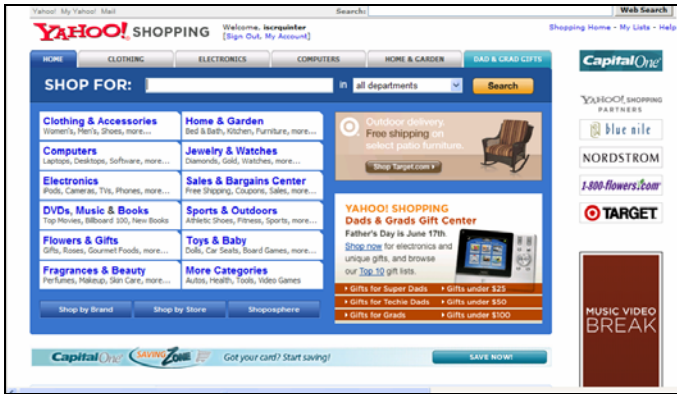 Yahoo! My Yahoo! Mail
Search:
Web Search
YAHOO! SHOPPING
Welcome, iscrquinter
[Sign Out, My Account]
Shopping Home - My Lists - Help
HOME
CLOTHING
ELECTRONICS
COMPUTERS
HOME & GARDEN
DAD & GRAD GIFTS
SHOP FOR:
in
all departments
Search
Clothing & Accessories
Women's, Men's, Shoes, more...
Home & Garden
Bed & Bath, Kitchen, Furniture, more...
Computers
Laptops, Desktops, Software, more...
Jewelry & Watches
Diamonds, Gold, Watches, more...
Electronics
iPods, Cameras, TVs, Phones, more...
Sales & Bargains Center
Free Shipping, Coupons, Sales, more...
DVDs, Music & Books
Top Movies, Billboard 100, New Books
Sports & Outdoors
Athletic Shoes, Fitness, Sports, more...
Flowers & Gifts
Gifts, Roses, Gourmet Foods, more...
Toys & Baby
Dolls, Car Seats, Board Games, more...
Fragrances & Beauty
Perfumes, Makeup, Skin Care, more...
More Categories
Autos, Health, Tools, Video Games
Shop by Brand
Shop by Store
Shoposphere
Outdoor delivery.
Free shipping on
select patio furniture.
Shop Target.com
YAHOO! SHOPPING
Dads & Grads Gift Center
Father's Day is June 17th.
Shop now for electronics and
unique gifts, and browse
our Top 10 gift lists.
Gifts for Super Dads
Gifts under $25
Gifts for Techie Dads
Gifts under $50
Gifts for Grads
Gifts under $100
Capital One
YAHOO! SHOPPING
PARTNERS
blue nile
NORDSTROM
1-800-flowers.com
TARGET
MUSIC VIDEO
BREAK
Capital One
SAVING ZONE
Got your card? Start saving!
SAVE NOW!